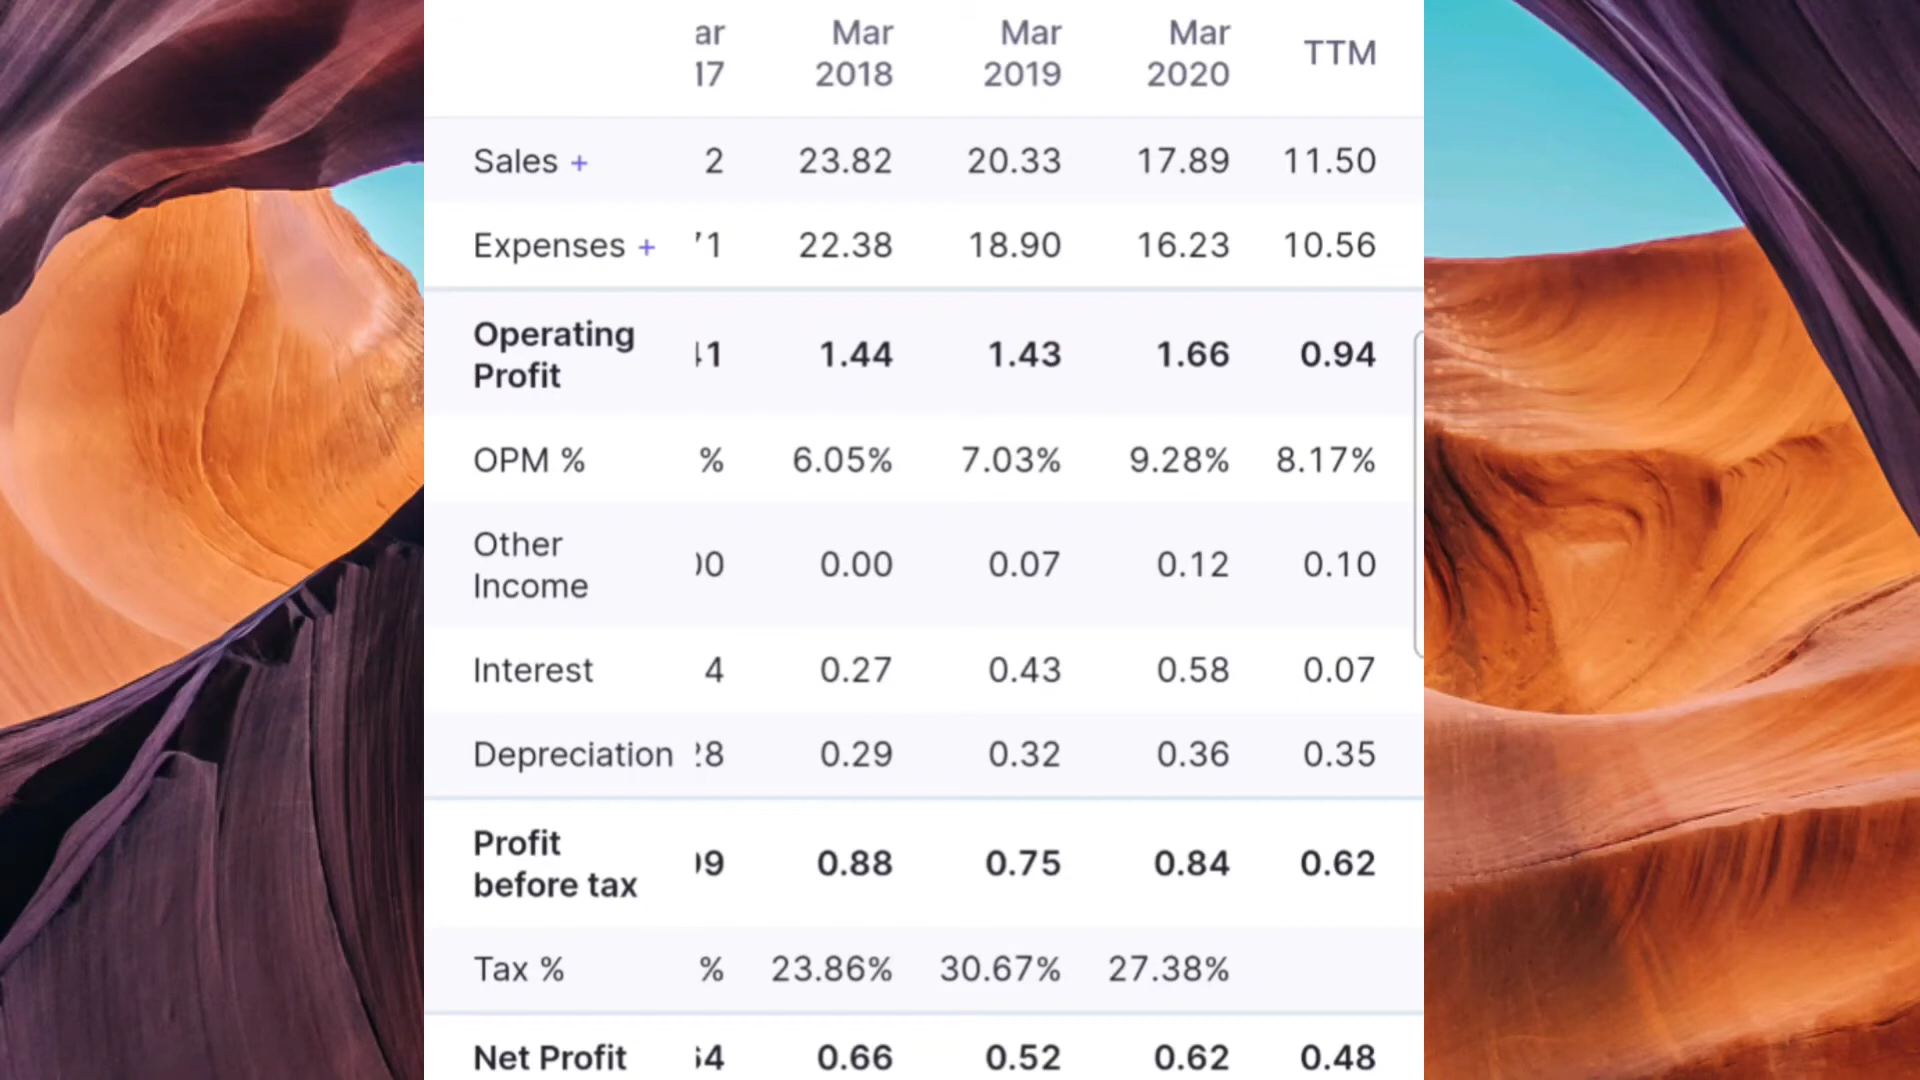 Mar Mar Mar TTM
2018 2019 2020
Sales + 2 23.82 20.33 17.89 11.50
Expenses + 1 22.38 18.90 16.23 10.56
Operating
Profit 1 1.44 1.43 1.66 0.94
OPM % % 6.05% 7.03% 9.28% 8.17%
Other
Income 0 0.00 0.07 0.12 0.10
Interest 4 0.27 0.43 0.58 0.07
Depreciation 8 0.29 0.32 0.36 0.35
Profit
before tax 9 0.88 0.75 0.84 0.62
Tax % % 23.86% 30.67% 27.38%
Net Profit 4 0.66 0.52 0.62 0.48